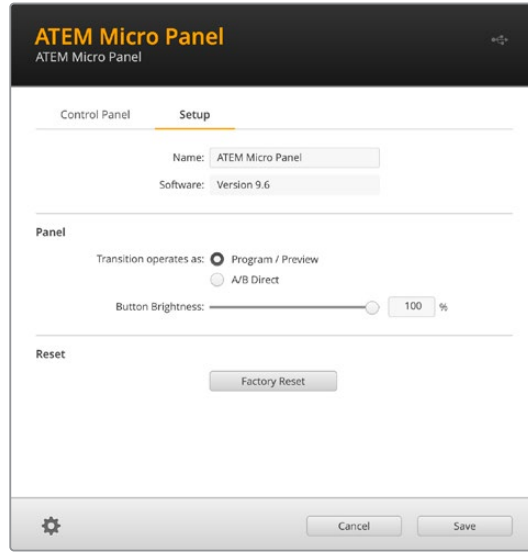 ATEM Micro Panel
ATEM Micro Panel
Control Panel Setup
Name: ATEM Micro Panel
Software: Version 9.6
Panel
Transition operates as: Program / Preview
A/B Direct
Button Brightness: 100 %
Reset
Factory Reset
Cancel Save